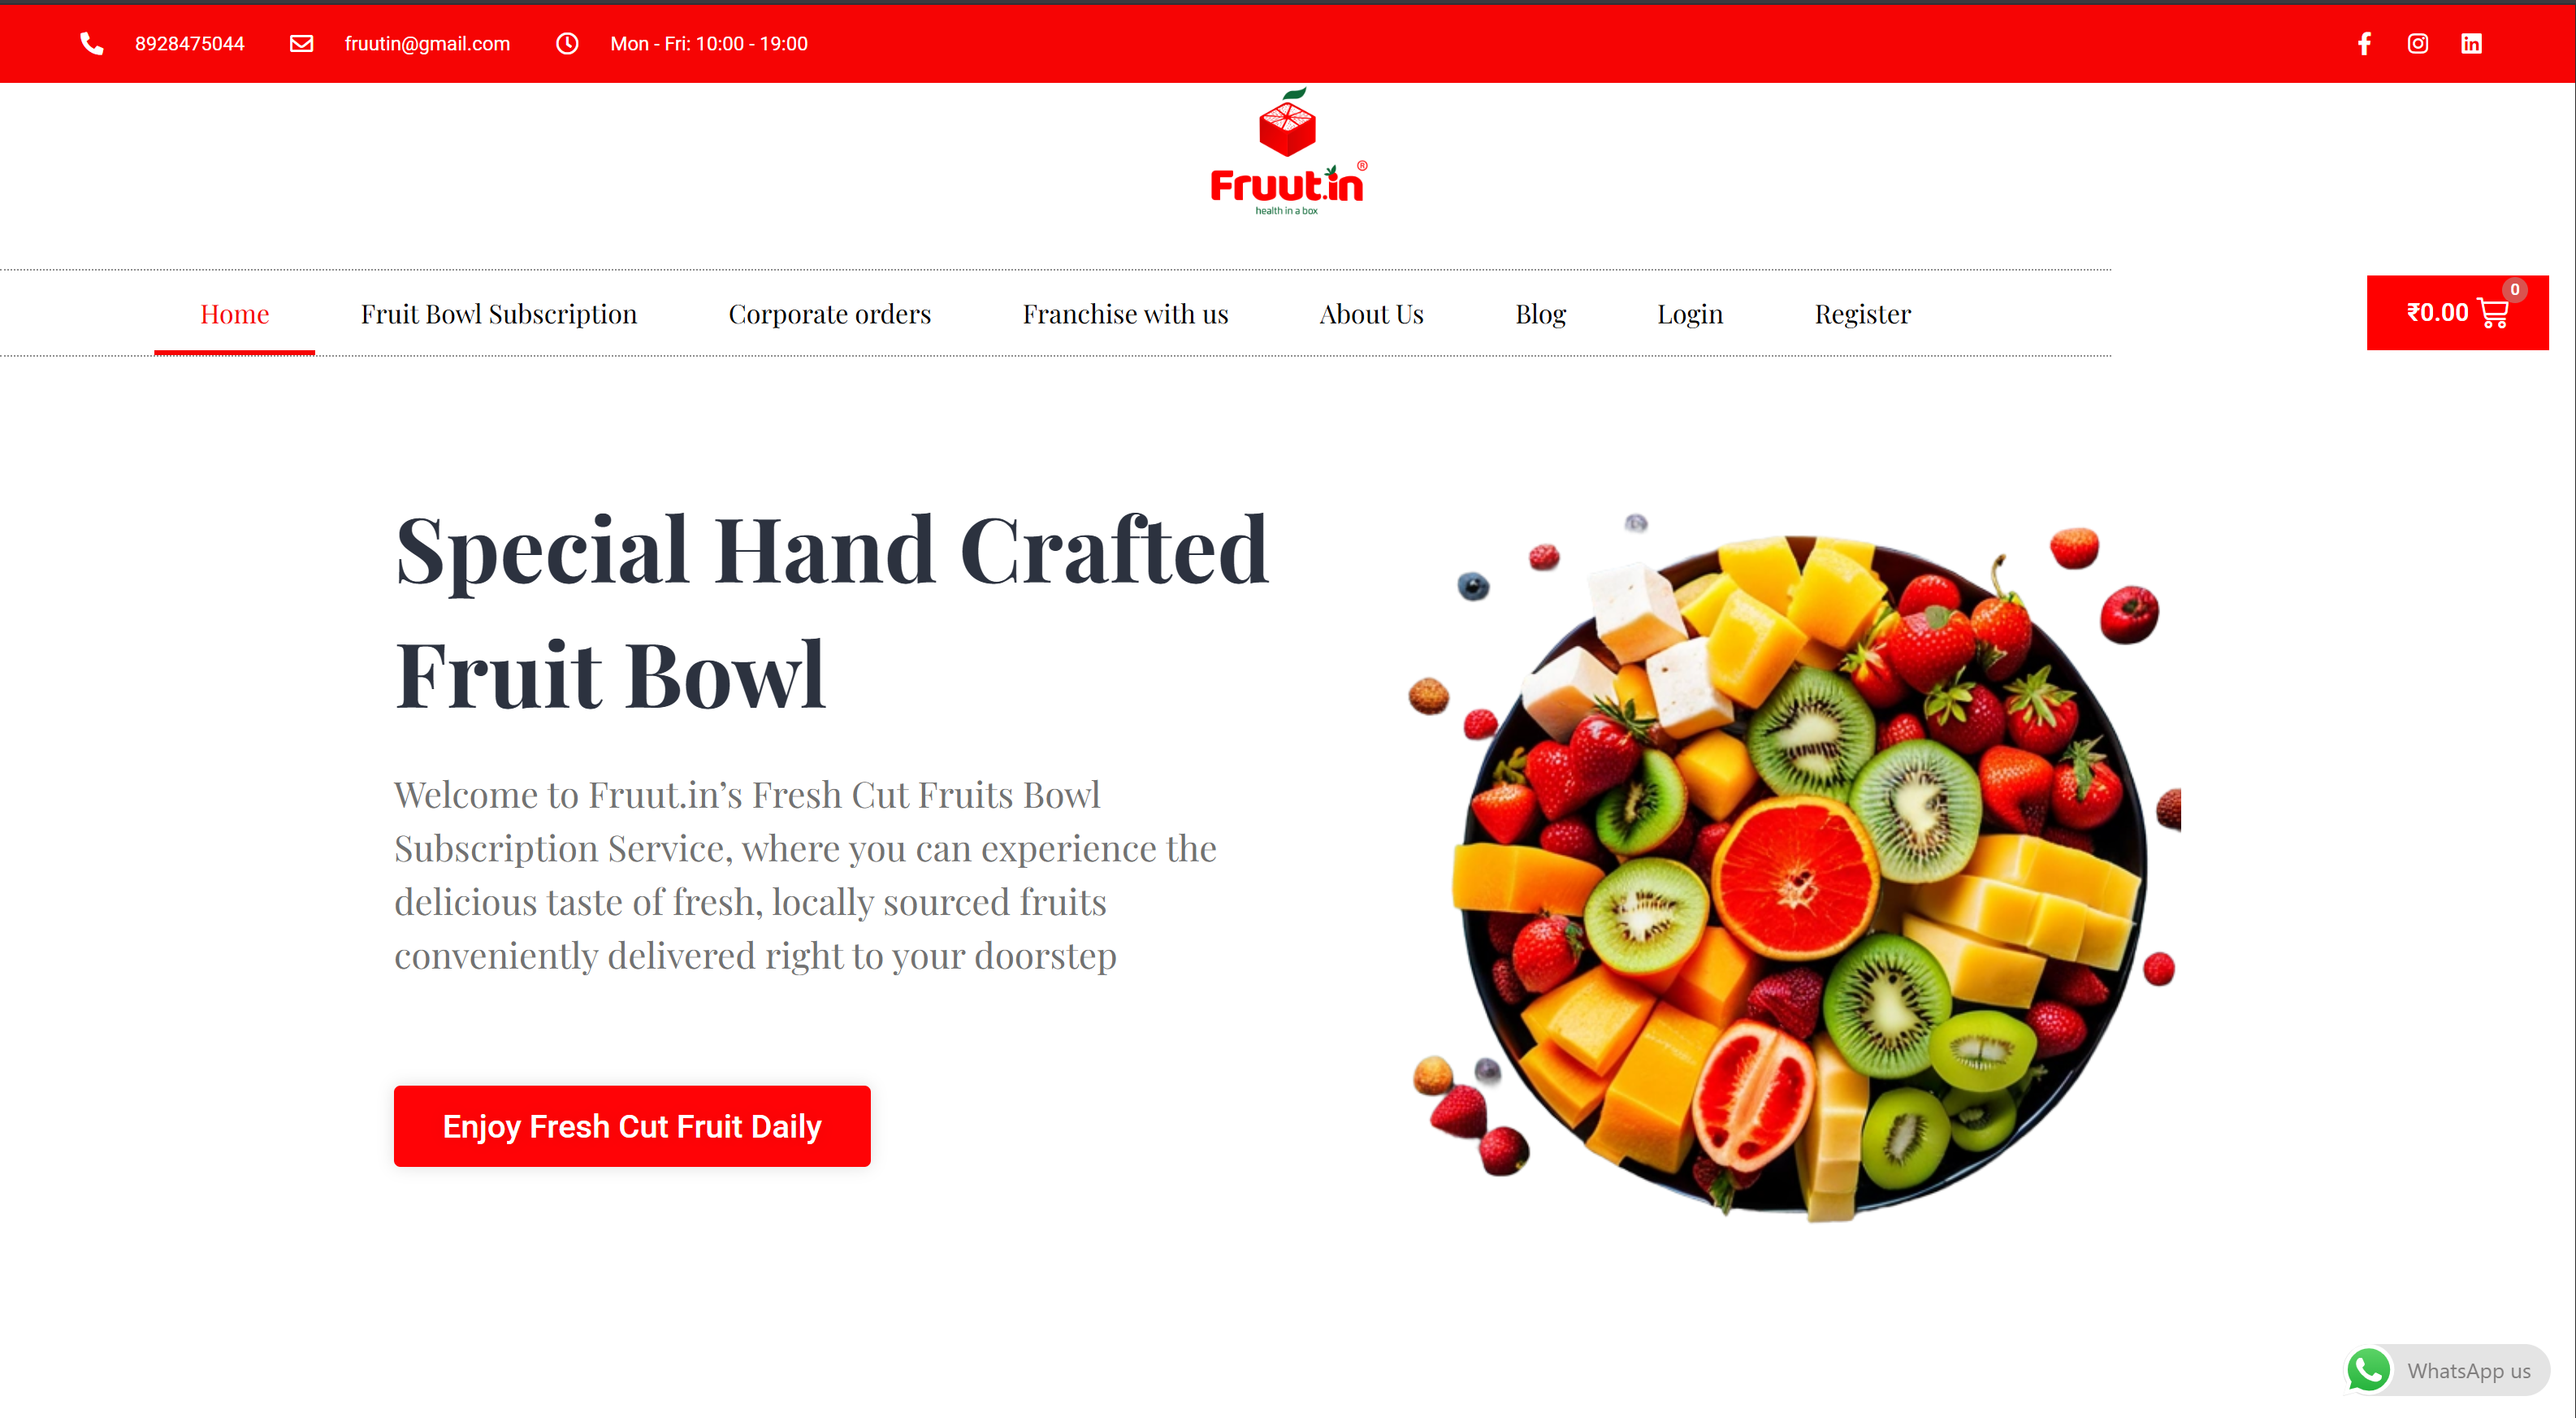 8928475044
fruutin@gmail.com
Mon - Fri: 10:00 - 19:00
Fruut.in®
health in a box
Home
Fruit Bowl Subscription
Corporate orders
Franchise with us
About Us
Blog
Login
Register
₹0.00
0
Special Hand Crafted
Fruit Bowl
Welcome to Fruut.in’s Fresh Cut Fruits Bowl
Subscription Service, where you can experience the
delicious taste of fresh, locally sourced fruits
conveniently delivered right to your doorstep
Enjoy Fresh Cut Fruit Daily
WhatsApp us